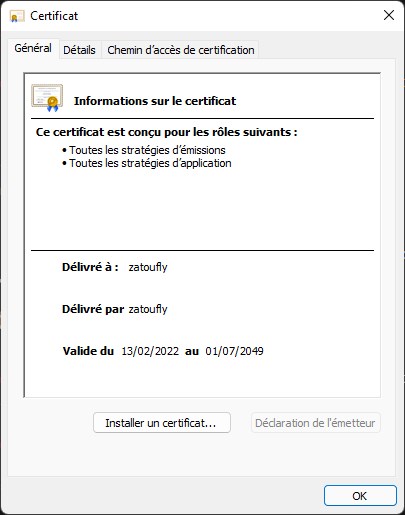 Certificat
Général Détails Chemin d'accès de certification
Informations sur le certificat
Ce certificat est conçu pour les rôles suivants :
• Toutes les stratégies d'émissions
• Toutes les stratégies d'application
Délivré à : zatoufly
Délivré par zatoufly
Valide du 13/02/2022 au 01/07/2049
Installer un certificat... Déclaration de l'émetteur
OK